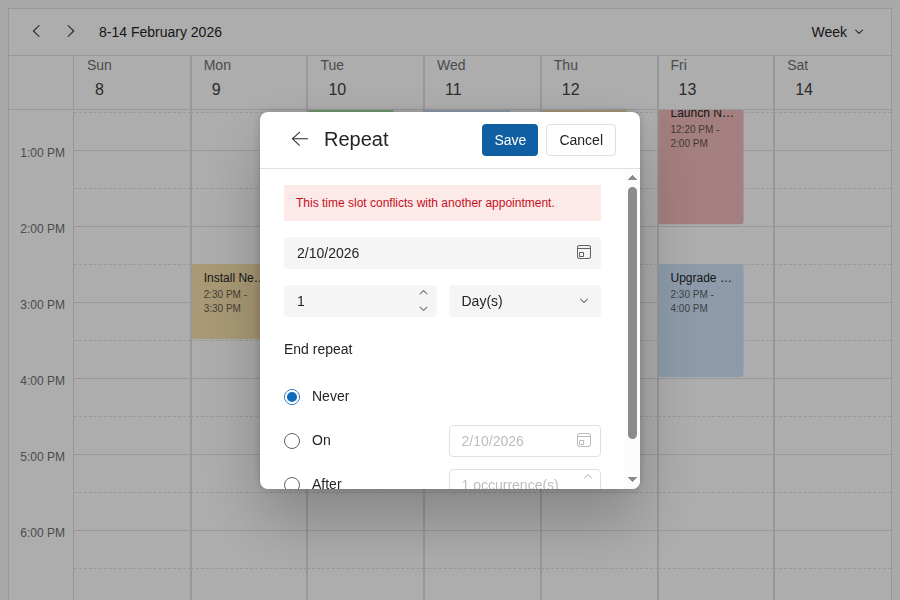 8-14 February 2026
Week
Sun Mon Tue Wed Thu Fri Sat
8 9 10 11 12 13 14
1:00 PM
2:00 PM
3:00 PM
4:00 PM
5:00 PM
6:00 PM
Launch N…
12:20 PM -
2:00 PM
Install Ne…
2:30 PM -
3:30 PM
Upgrade …
2:30 PM -
4:00 PM
Repeat
Save
Cancel
This time slot conflicts with another appointment.
2/10/2026
1
Day(s)
End repeat
Never
On
2/10/2026
After
1 occurrence(s)